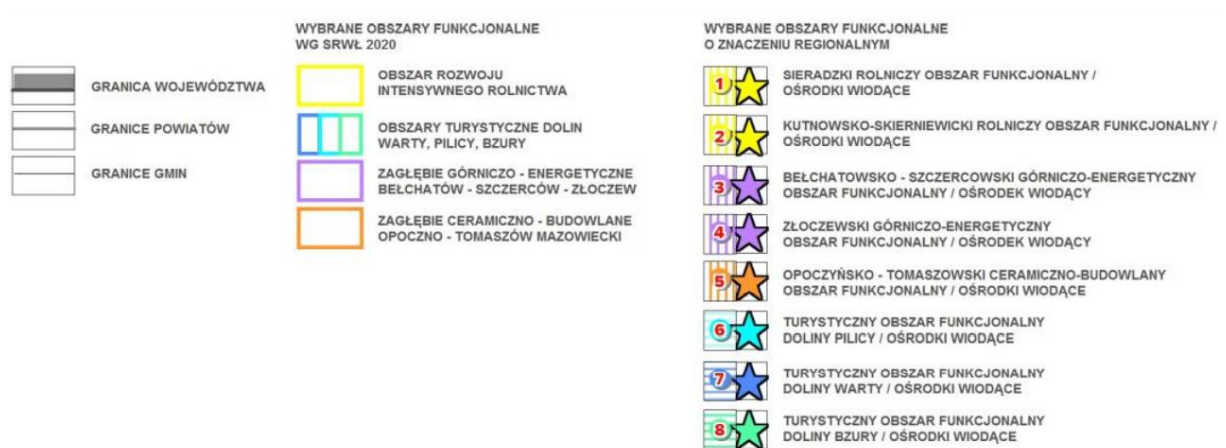 WYBRANE OBSZARY FUNKCJONALNE
WG SRWŁ 2020
WYBRANE OBSZARY FUNKCJONALNE
O ZNACZENIU REGIONALNYM
GRANICA WOJEWÓDZTWA
GRANICE POWIATÓW
GRANICE GMIN
OBSZAR ROZWOJU
INTENSYWNEGO ROLNICTWA
OBSZARY TURYSTYCZNE DOLIN
WARTY, PILICY, BZURY
ZAGŁĘBIE GÓRNICZO - ENERGETYCZNE
BEŁCHATÓW - SZCZERCÓW - ZŁOCZEW
ZAGŁĘBIE CERAMICZNO - BUDOWLANE
OPOCZNO - TOMASZÓW MAZOWIECKI
1 SIERADZKI ROLNICZY OBSZAR FUNKCJONALNY /
OŚRODKI WIODĄCE
2 KUTNOWSKO-SKIERNIEWICKI ROLNICZY OBSZAR FUNKCJONALNY /
OŚRODKI WIODĄCE
3 BEŁCHATOWSKO - SZCZERCOWSKI GÓRNICZO-ENERGETYCZNY
OBSZAR FUNKCJONALNY / OŚRODEK WIODĄCY
4 ZŁOCZEWSKI GÓRNICZO-ENERGETYCZNY
OBSZAR FUNKCJONALNY / OŚRODEK WIODĄCY
5 OPOCZYŃSKO - TOMASZOWSKI CERAMICZNO-BUDOWLANY
OBSZAR FUNKCJONALNY / OŚRODKI WIODĄCE
6 TURYSTYCZNY OBSZAR FUNKCJONALNY
DOLINY PILICY / OŚRODKI WIODĄCE
7 TURYSTYCZNY OBSZAR FUNKCJONALNY
DOLINY WARTY / OŚRODKI WIODĄCE
8 TURYSTYCZNY OBSZAR FUNKCJONALNY
DOLINY BZURY / OŚRODKI WIODĄCE